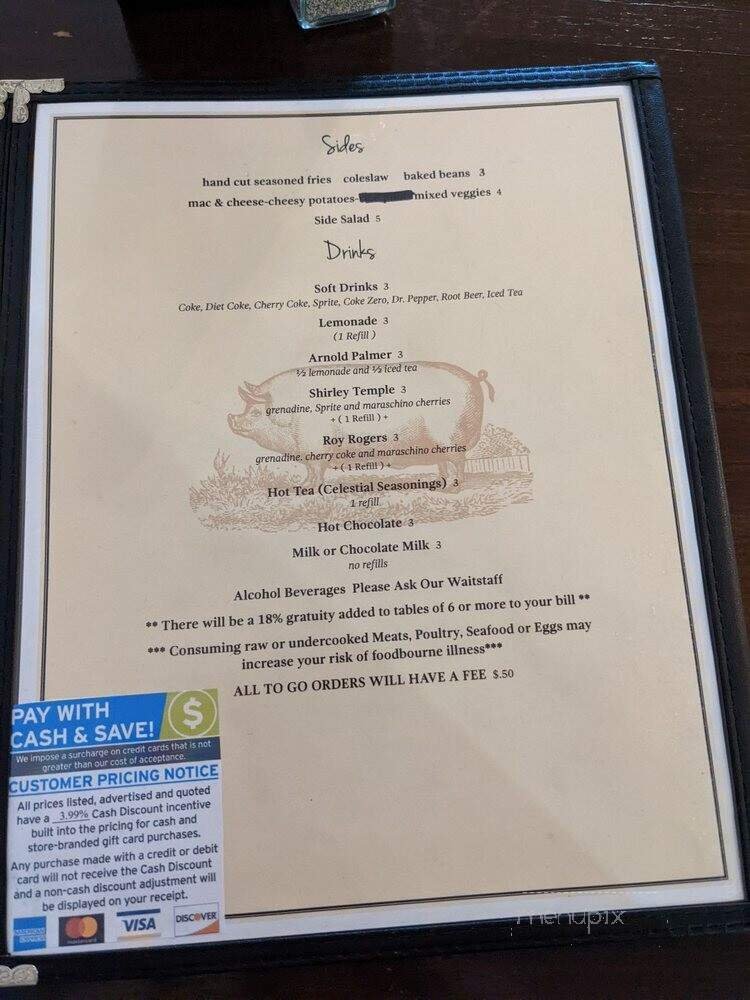 Sides
hand cut seasoned fries coleslaw baked beans 3
mac & cheese-cheesy potatoes- mixed veggies 4
Side Salad 5
Drinks
Soft Drinks 3
Coke, Diet Coke, Cherry Coke, Sprite, Coke Zero, Dr. Pepper, Root Beer, Iced Tea
Lemonade 3
(1 Refill )
Arnold Palmer 3
½ lemonade and ½ iced tea
Shirley Temple 3
grenadine, Sprite and maraschino cherries
+ ( 1 Refill ) +
Roy Rogers 3
grenadine. cherry coke and maraschino cherries
+ ( 1 Refill ) +
Hot Tea (Celestial Seasonings) 3
1 refill
Hot Chocolate 3
Milk or Chocolate Milk 3
no refills
Alcohol Beverages Please Ask Our Waitstaff
** There will be a 18% gratuity added to tables of 6 or more to your bill **
*** Consuming raw or undercooked Meats, Poultry, Seafood or Eggs may
increase your risk of foodbourne illness***
ALL TO GO ORDERS WILL HAVE A FEE $.50
PAY WITH
CASH & SAVE! $
We impose a surcharge on credit cards that is not
greater than our cost of acceptance.
CUSTOMER PRICING NOTICE
All prices listed, advertised and quoted
have a 3.99% Cash Discount incentive
built into the pricing for cash and
store-branded gift card purchases.
Any purchase made with a credit or debit
card will not receive the Cash Discount
and a non-cash discount adjustment will
be displayed on your receipt.
AMERICAN EXPRESS mastercard VISA DISCOVER
menupix